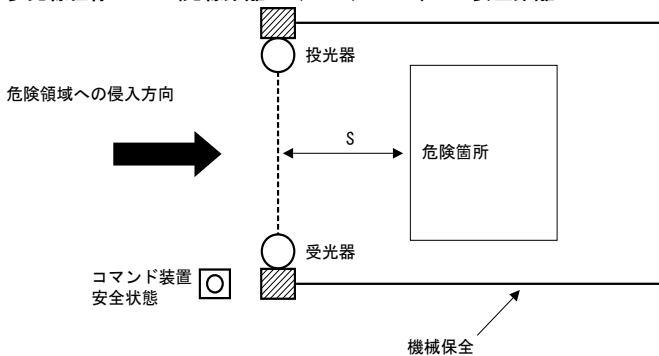 投光器
危険領域への侵入方向
S
危険箇所
受光器
コマンド装置
安全状態
機械保全